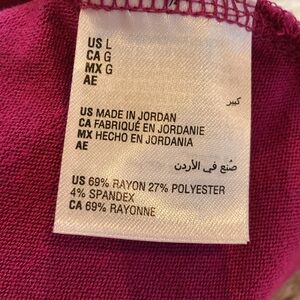 US L
CA G
MX G
AE
كبير
US MADE IN JORDAN
CA FABRIQUÉ EN JORDANIE
MX HECHO EN JORDANIA
AE
صُنع في الأردن
US 69% RAYON 27% POLYESTER
4% SPANDEX
CA 69% RAYONNE